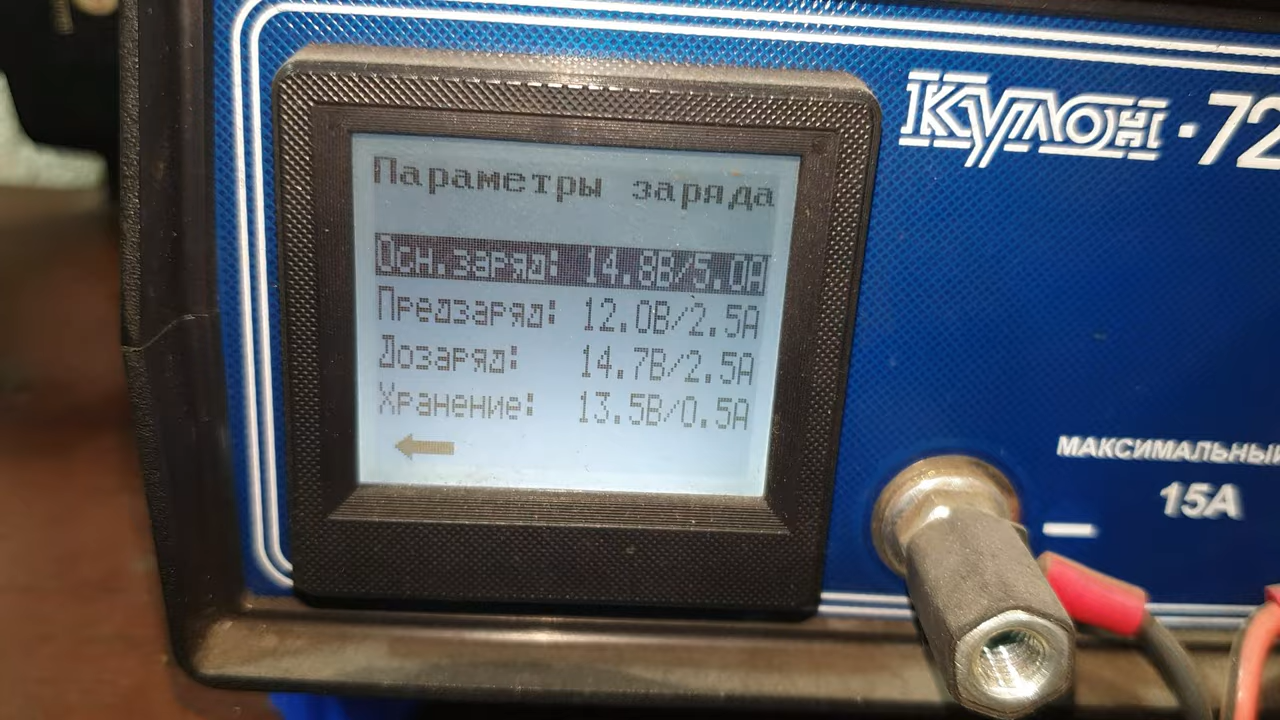 Параметры заряда
Осн.заряд: 14.8В/5.0А
Предзаряд: 12.0В/2.5А
Дозаряд: 14.7В/2.5А
Хранение: 13.5В/0.5А
Кулон·72
МАКСИМАЛЬНЫЙ
15А